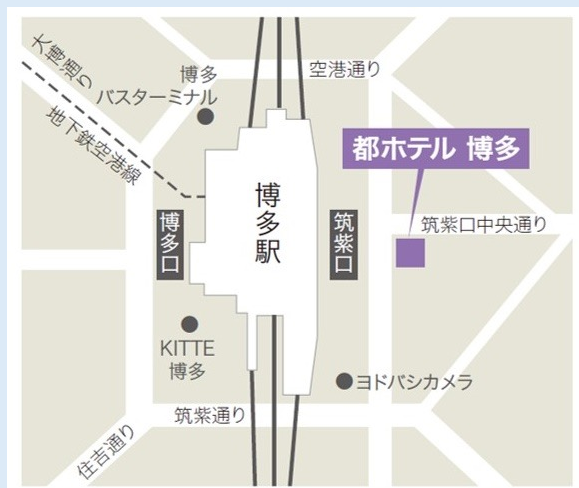 大博通り
博多
バスターミナル
空港通り
地下鉄空港線
都ホテル 博多
博多駅
博多口
筑紫口
筑紫口中央通り
KITTE
博多
ヨドバシカメラ
筑紫通り
住吉通り